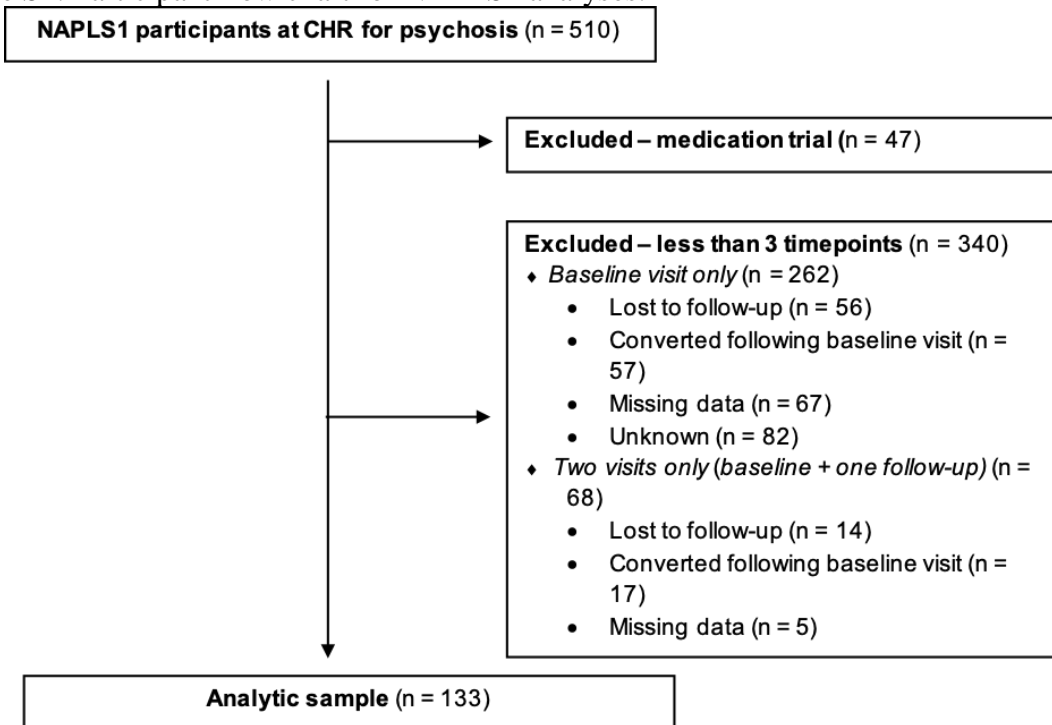 NAPLS1 participants at CHR for psychosis (n = 510)
Excluded – medication trial (n = 47)
Excluded – less than 3 timepoints (n = 340)
♦ Baseline visit only (n = 262)
• Lost to follow-up (n = 56)
• Converted following baseline visit (n =
57)
• Missing data (n = 67)
• Unknown (n = 82)
♦ Two visits only (baseline + one follow-up) (n =
68)
• Lost to follow-up (n = 14)
• Converted following baseline visit (n =
17)
• Missing data (n = 5)
Analytic sample (n = 133)